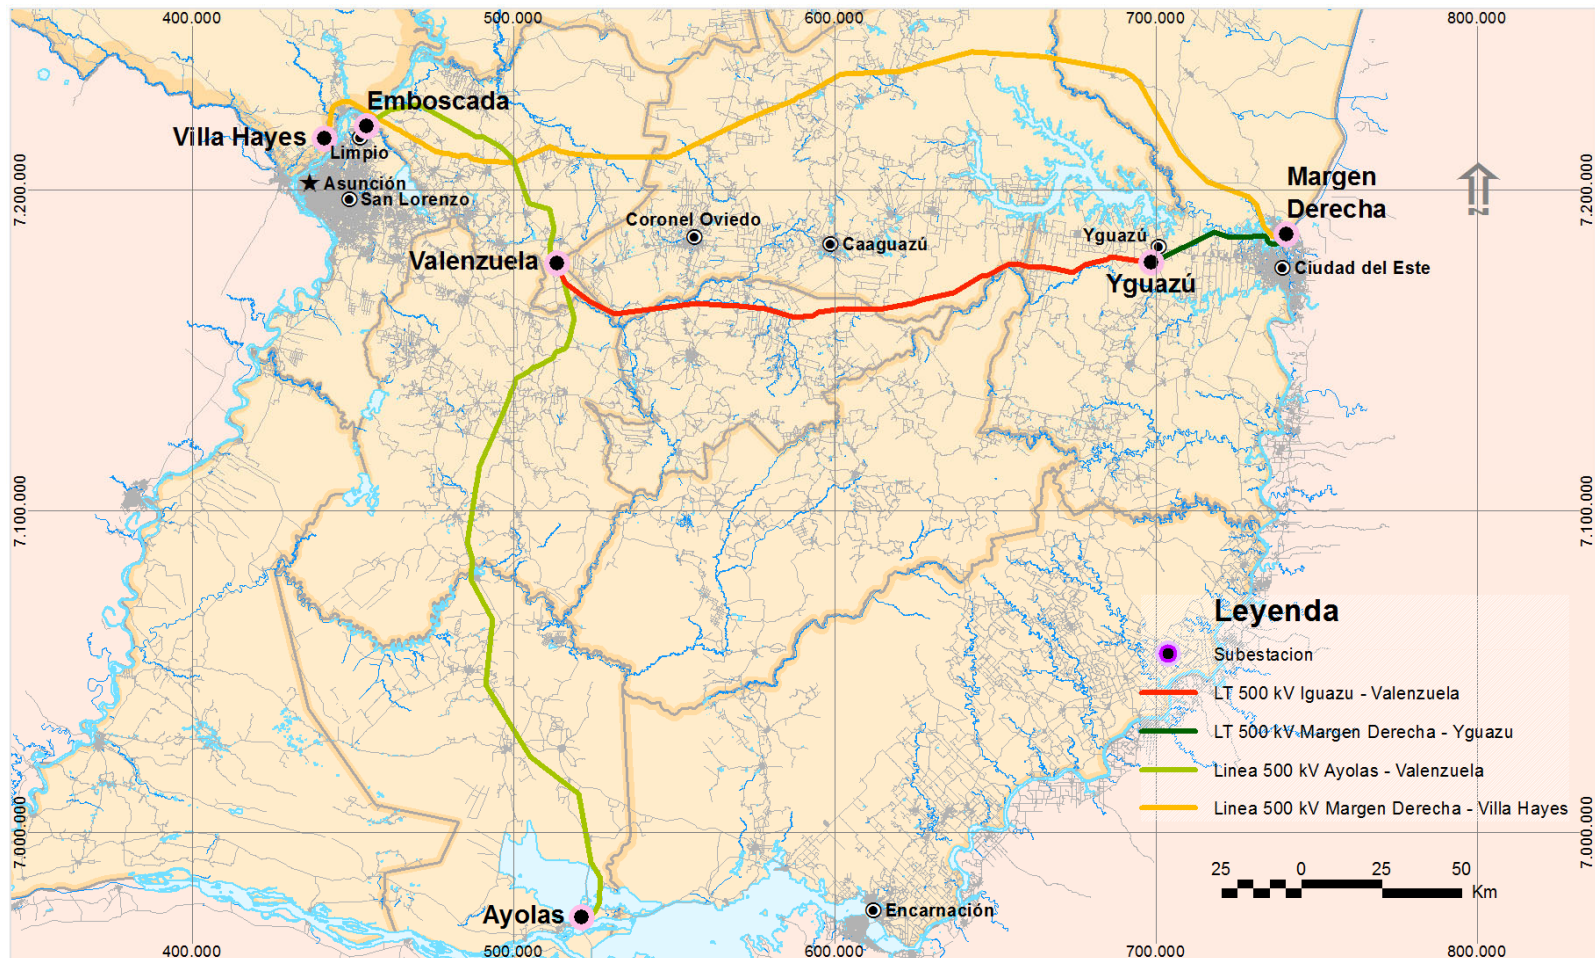 400.000
500.000
600.000
700.000
800.000
Emboscada
Villa Hayes
Limpio
Asunción
San Lorenzo
7.200.000
7.200.000
Margen
Derecha
Coronel Oviedo
Caaguazú
Yguazú
Valenzuela
Yguazú
Ciudad del Este
N
7.100.000
7.100.000
Leyenda
Subestacion
LT 500 kV Iguazu - Valenzuela
LT 500 kV Margen Derecha - Yguazu
Linea 500 kV Ayolas - Valenzuela
Linea 500 kV Margen Derecha - Villa Hayes
7.000.000
7.000.000
25 0 25 50
Km
Ayolas
Encarnación
400.000
500.000
600.000
700.000
800.000